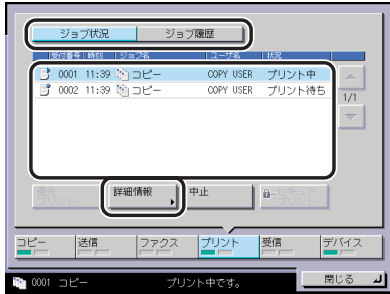 ジョブ状況 ジョブ履歴
受付番号 時刻 ジョブ名 ユーザ名 状況
0001 11:39 コピー COPY USER プリント中
0002 11:39 コピー COPY USER プリント待ち
1/1
優先プリント 詳細情報 中止 セキュアプリント
コピー 送信 ファクス プリント 受信 デバイス
0001 コピー プリント中です。 閉じる